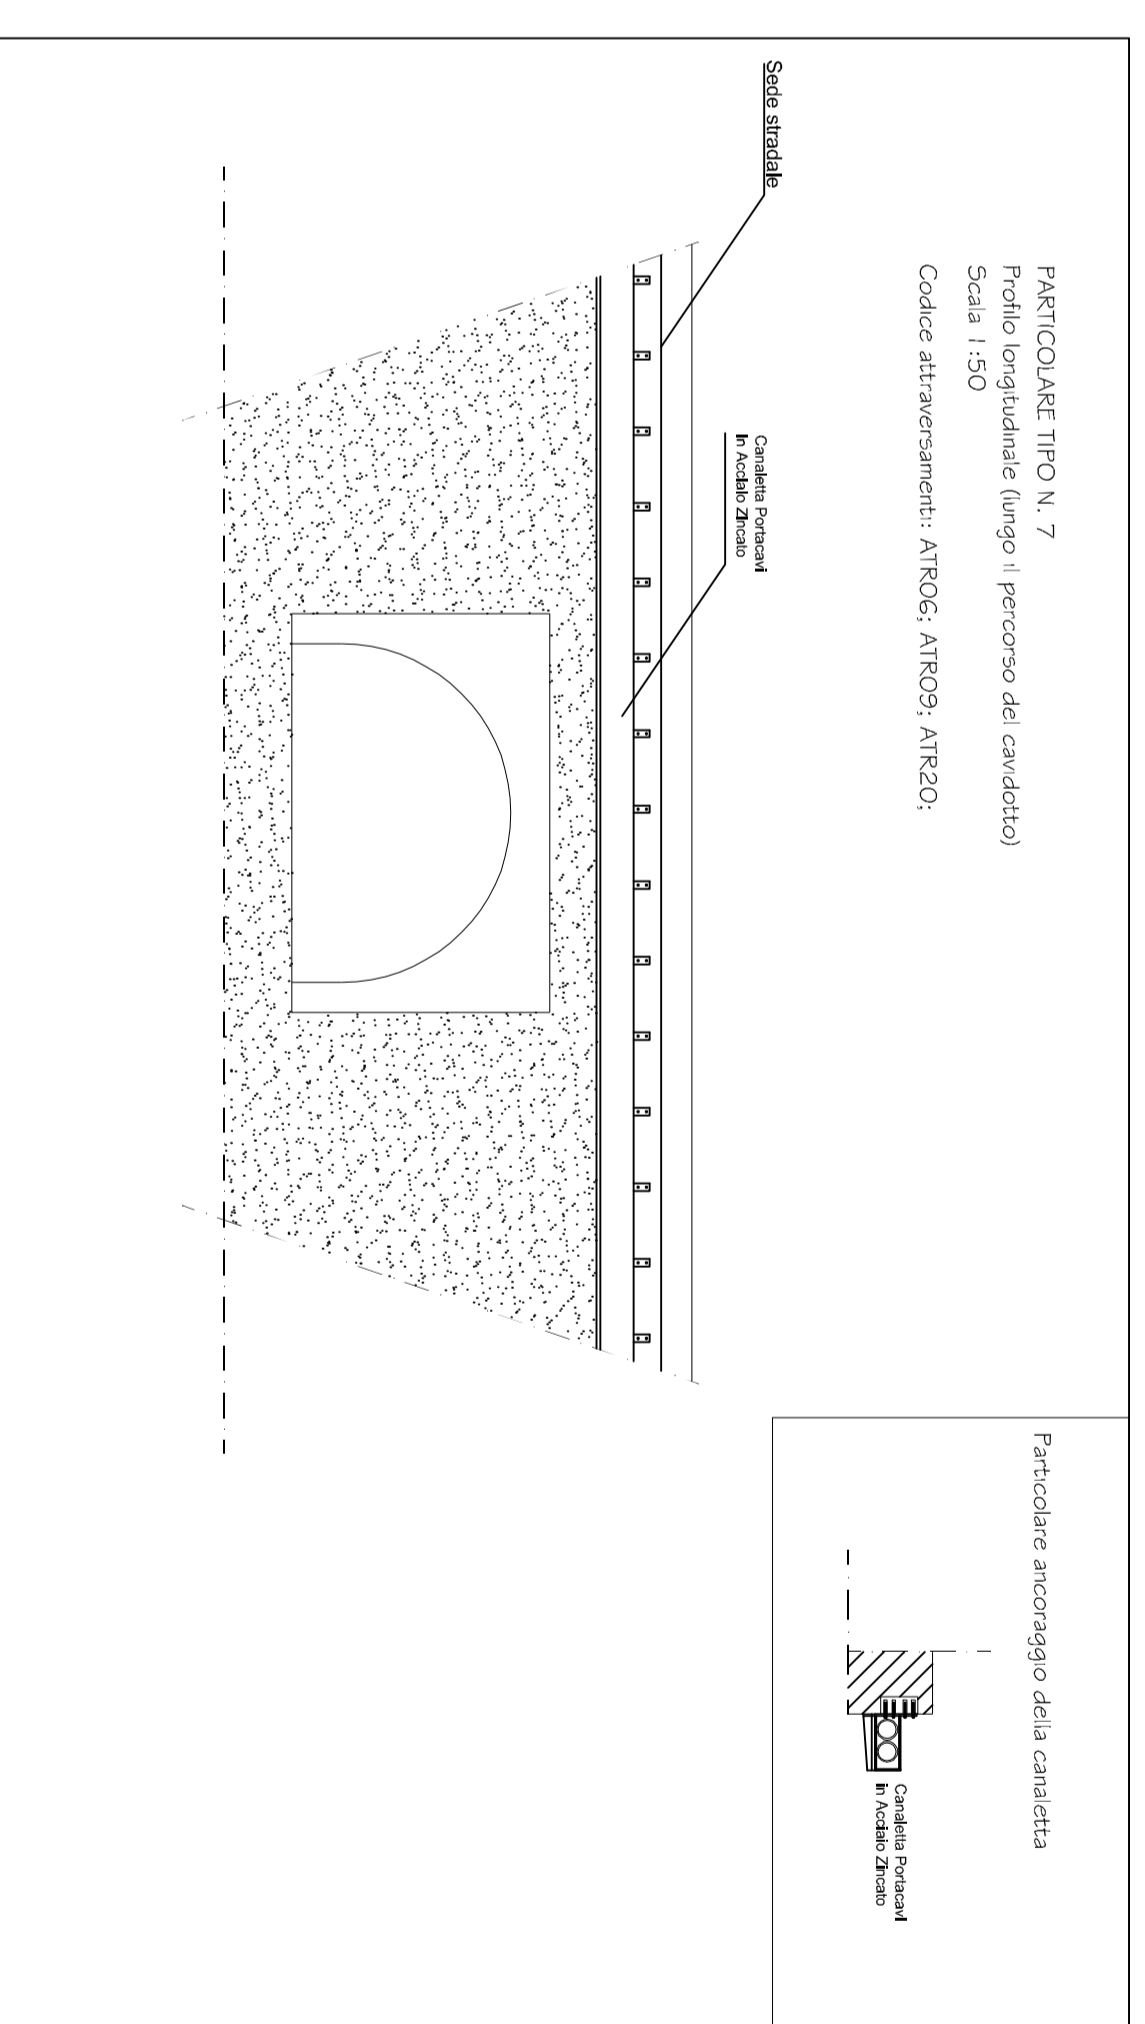 PARTICOLARE TIPO N. 7
Profilo longitudinale (lungo il percorso del cavidotto)
Scala 1:50
Codice attraversamenti: ATR06; ATR09; ATR20;
Sede stradale
Canaletta Portacavi
in Acciaio Zincato
Particolare ancoraggio della canaletta
Canaletta Portacavi
in Acciaio Zincato